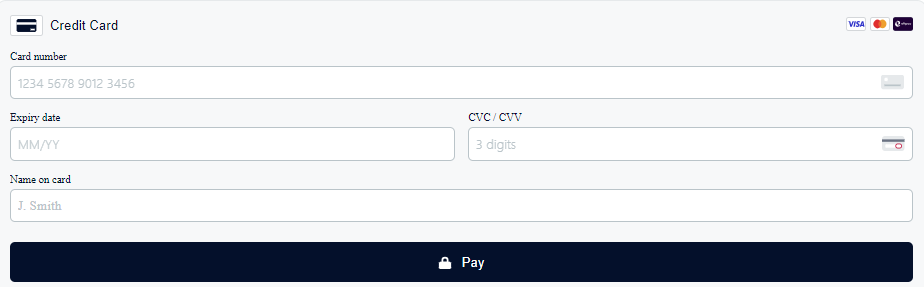 Credit Card
VISA
Card number
1234 5678 9012 3456
Expiry date
CVC / CVV
MM/YY
3 digits
Name on card
J. Smith
Pay